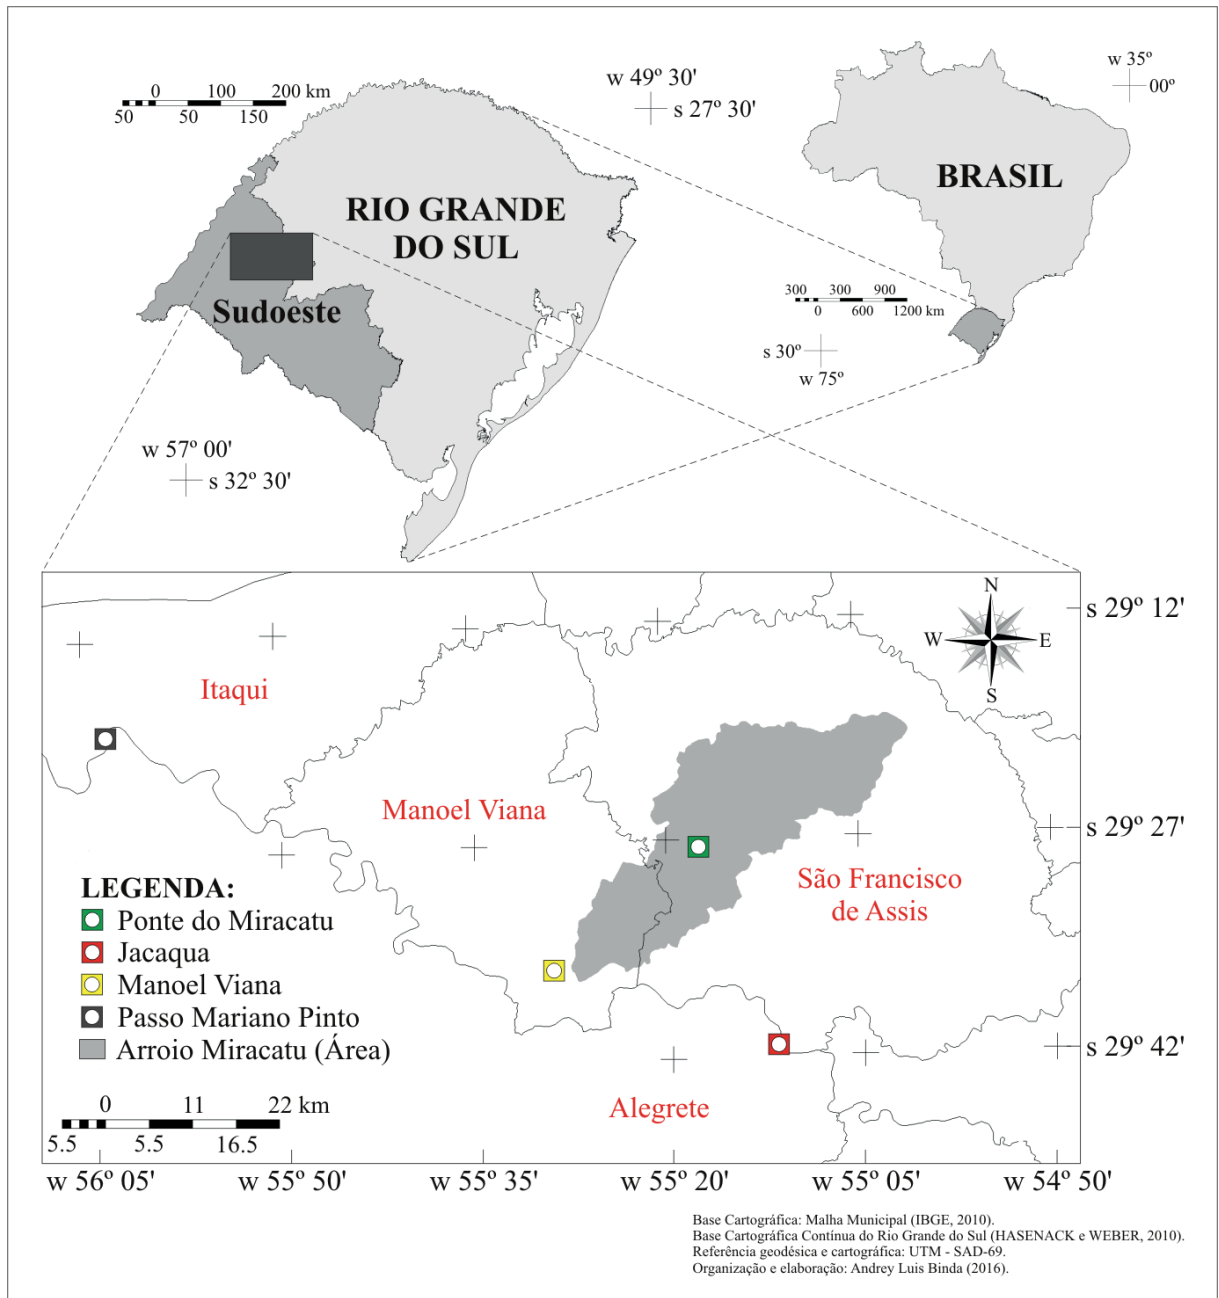 0 100 200 km
50 50 150
w 49º 30'
s 27º 30'
w 35º
00º
RIO GRANDE
DO SUL
BRASIL
Sudoeste
300 300 900
0 600 1200 km
s 30º
w 75º
w 57º 00'
s 32º 30'
N
W E
S
s 29º 12'
Itaqui
Manoel Viana
s 29º 27'
São Francisco
de Assis
LEGENDA:
Ponte do Miracatu
Jacaqua
Manoel Viana
Passo Mariano Pinto
Arroio Miracatu (Área)
s 29º 42'
Alegrete
0 11 22 km
5.5 5.5 16.5
w 56º 05' w 55º 50' w 55º 35' w 55º 20' w 55º 05' w 54º 50'
Base Cartográfica: Malha Municipal (IBGE, 2010).
Base Cartográfica Contínua do Rio Grande do Sul (HASENACK e WEBER, 2010).
Referência geodésica e cartográfica: UTM - SAD-69.
Organização e elaboração: Andrey Luis Binda (2016).